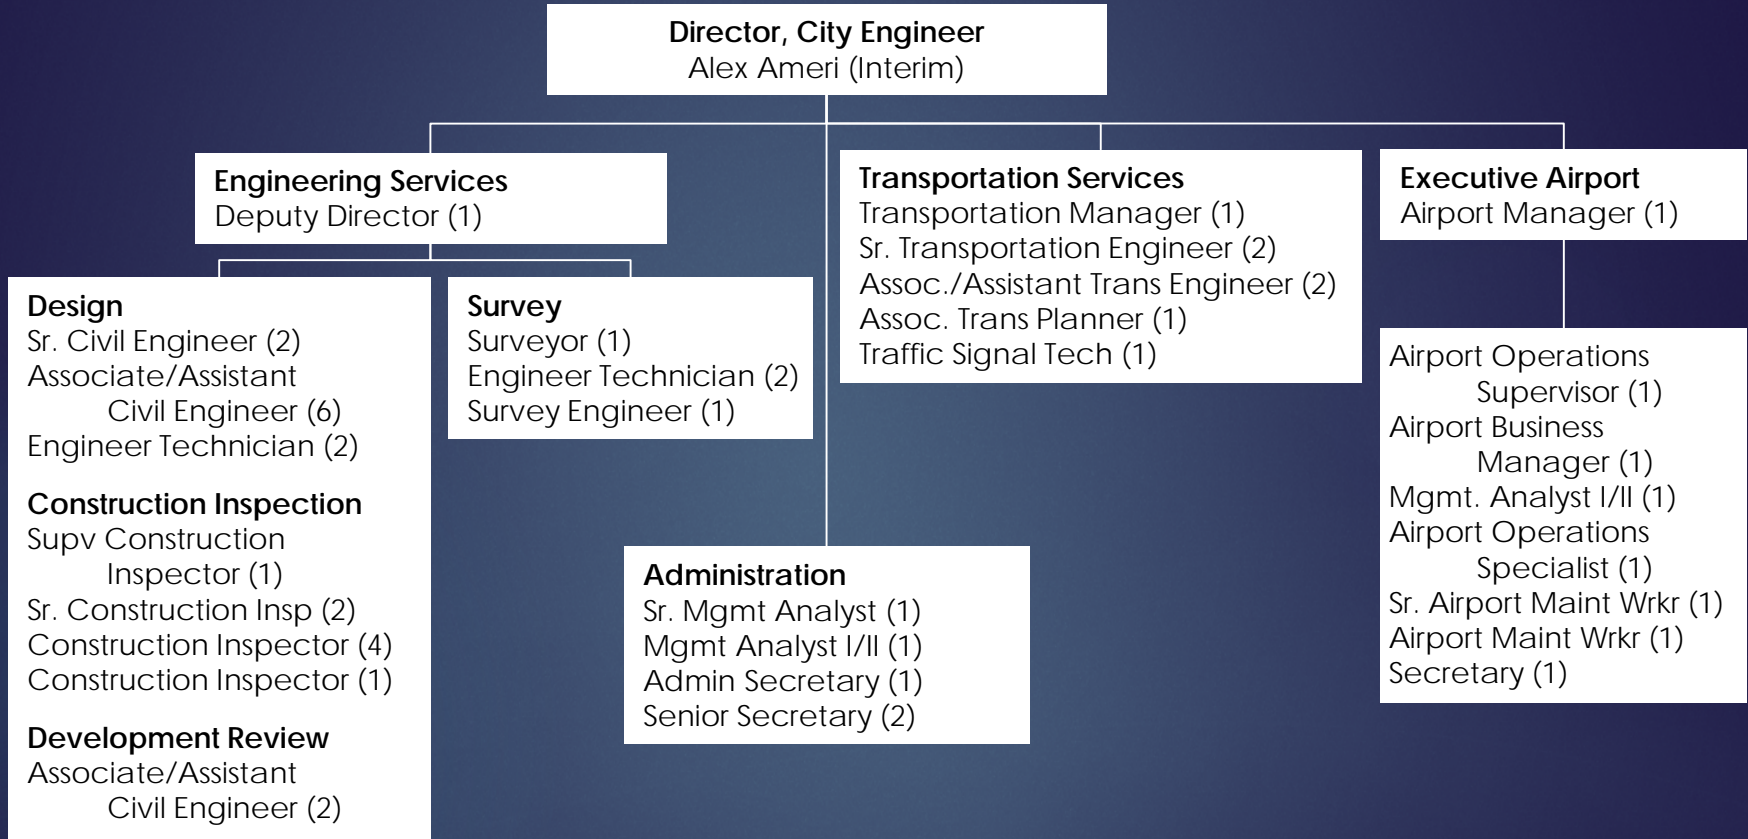 Director, City Engineer
Alex Ameri (Interim)
Engineering Services
Deputy Director (1)
Design
Sr. Civil Engineer (2)
Associate/Assistant
Civil Engineer (6)
Engineer Technician (2)
Construction Inspection
Supv Construction
Inspector (1)
Sr. Construction Insp (2)
Construction Inspector (4)
Construction Inspector (1)
Development Review
Associate/Assistant
Civil Engineer (2)
Survey
Surveyor (1)
Engineer Technician (2)
Survey Engineer (1)
Administration
Sr. Mgmt Analyst (1)
Mgmt Analyst I/II (1)
Admin Secretary (1)
Senior Secretary (2)
Transportation Services
Transportation Manager (1)
Sr. Transportation Engineer (2)
Assoc./Assistant Trans Engineer (2)
Assoc. Trans Planner (1)
Traffic Signal Tech (1)
Executive Airport
Airport Manager (1)
Airport Operations
Supervisor (1)
Airport Business
Manager (1)
Mgmt. Analyst I/II (1)
Airport Operations
Specialist (1)
Sr. Airport Maint Wrkr (1)
Airport Maint Wrkr (1)
Secretary (1)